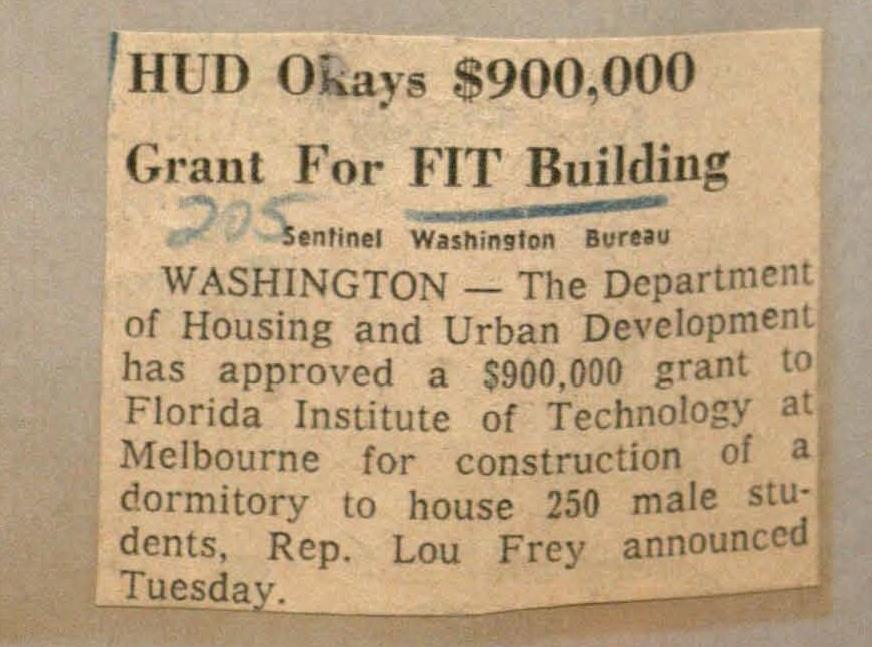 HUD Okays $900,000
Grant For FIT Building
205
Sentinel Washington Bureau
WASHINGTON — The Department
of Housing and Urban Development
has approved a $900,000 grant to
Florida Institute of Technology at
Melbourne for construction of a
dormitory to house 250 male stu-
dents, Rep. Lou Frey announced
Tuesday.